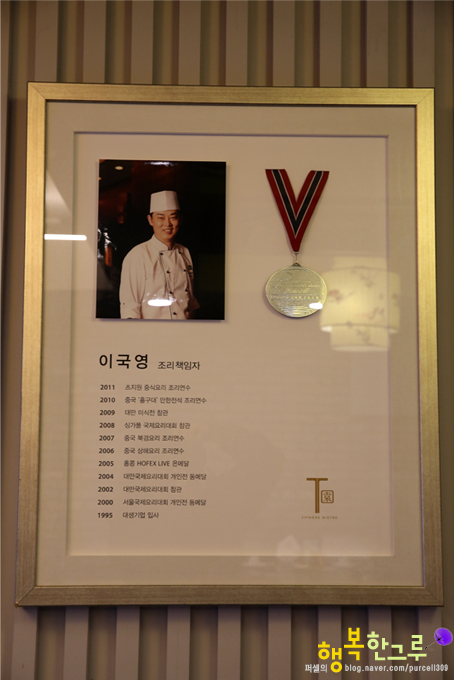 이국영 조리책임자
2011 츠지원 중식요리 조리연수
2010 중국 '홀구대' 만한전석 조리연수
2009 대만 미식전 참관
2008 싱가폴 국제요리대회 참관
2007 중국 북경요리 조리연수
2006 중국 상해요리 조리연수
2005 홍콩 HOFEX LIVE 은메달
2004 대만국제요리대회 개인전 동메달
2002 대만국제요리대회 참관
2000 서울국제요리대회 개인전 동메달
1995 대생기업 입사
T園
CHINESE BISTRO
행복한그루
퍼셀의 blog.naver.com/purcell309